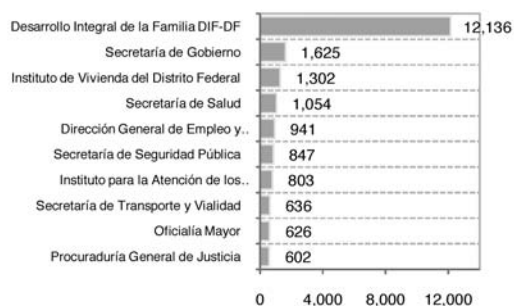 Desarrollo Integral de la Familia DIF-DF 12,136
Secretaría de Gobierno 1,625
Instituto de Vivienda del Distrito Federal 1,302
Secretaría de Salud 1,054
Dirección General de Empleo y.. 941
Secretaría de Seguridad Pública 847
Instituto para la Atención de los.. 803
Secretaría de Transporte y Vialidad 636
Oficialía Mayor 626
Procuraduría General de Justicia 602
0 4,000 8,000 12,000